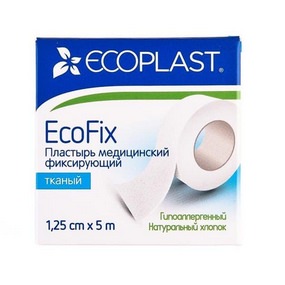 ECOPLAST®
EcoFix
Пластырь медицинский
фиксирующий
тканый
1,25 cm x 5 m
Гипоаллергенный
Натуральный хлопок